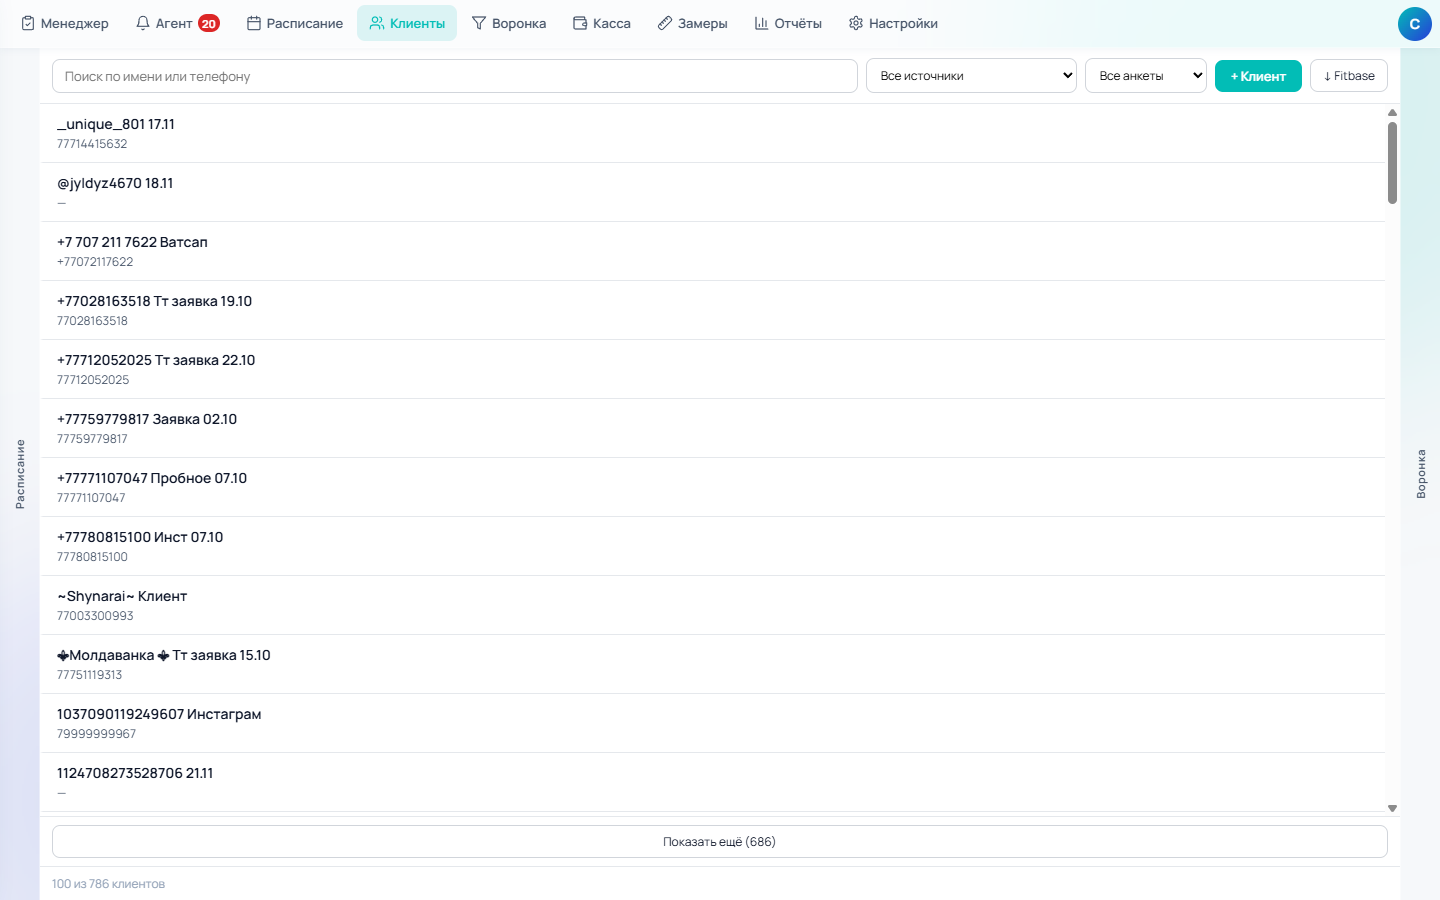 Менеджер Агент 20 Расписание Клиенты Воронка Касса Замеры Отчёты Настройки C
Поиск по имени или телефону Все источники Все анкеты + Клиент ↓ Fitbase
_unique_801 17.11
77714415632
@jyldyz4670 18.11
—
+7 707 211 7622 Ватсап
+77072117622
+77028163518 Тт заявка 19.10
77028163518
+77712052025 Тт заявка 22.10
77712052025
+77759779817 Заявка 02.10
77759779817
+77771107047 Пробное 07.10
77771107047
+77780815100 Инст 07.10
77780815100
~Shynarai~ Клиент
77003300993
Молдаванка Тт заявка 15.10
77751119313
1037090119249607 Инстаграм
79999999967
1124708273528706 21.11
—
Расписание
Воронка
Показать ещё (686)
100 из 786 клиентов